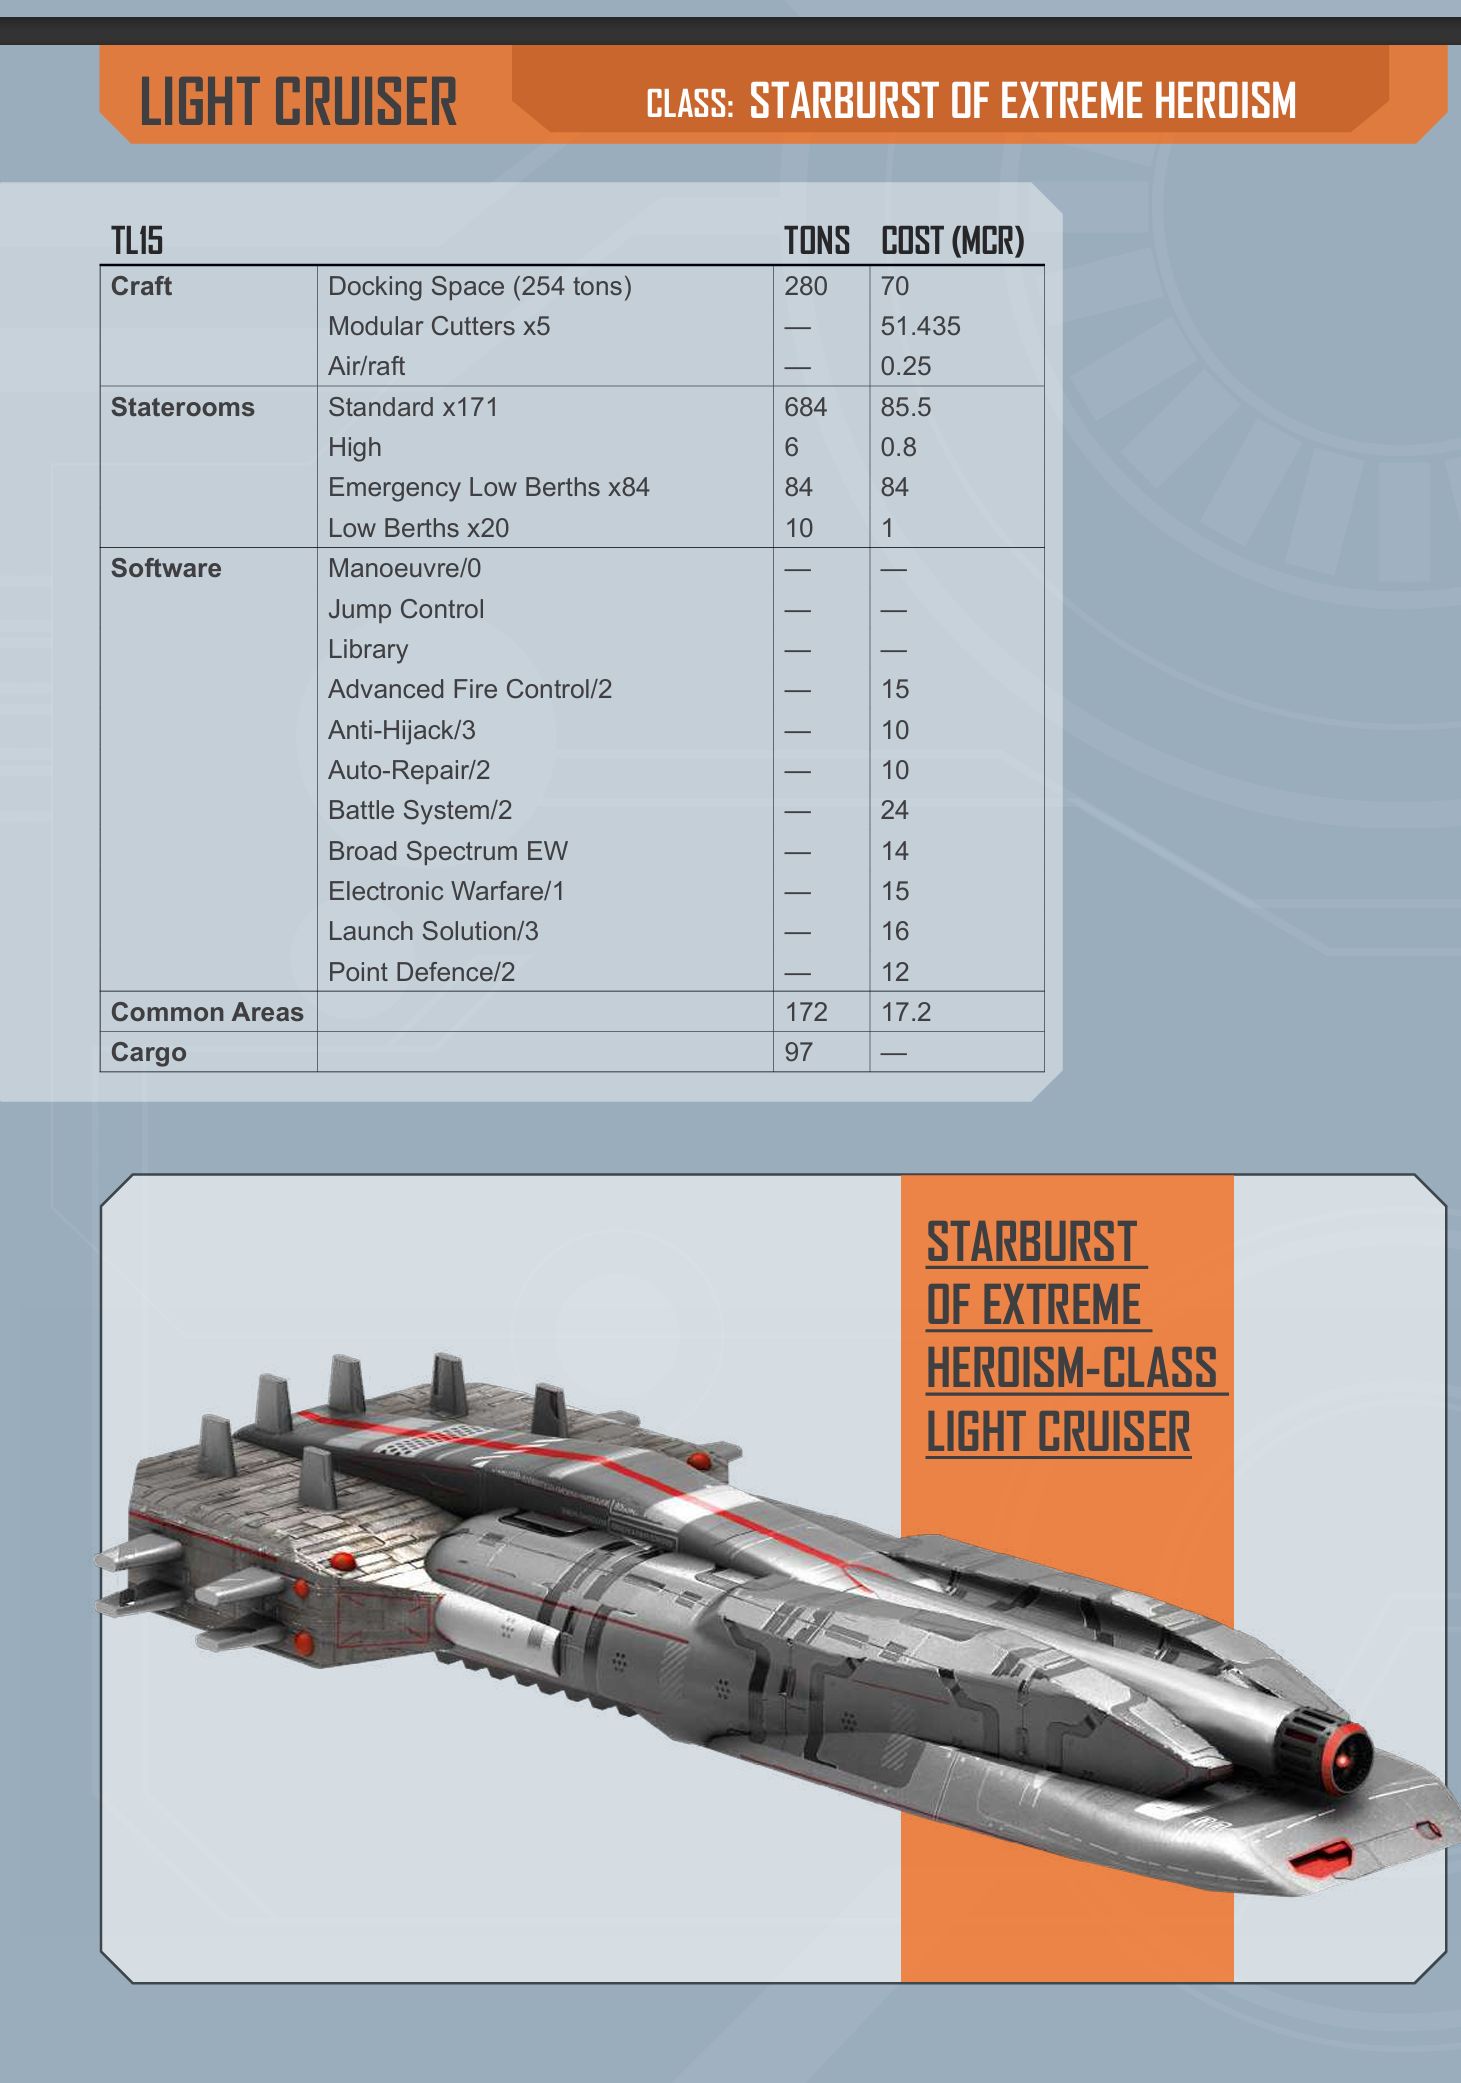 LIGHT CRUISER CLASS: STARBURST OF EXTREME HEROISM
TL15 TONS COST (MCR)
Craft Docking Space (254 tons) 280 70
Modular Cutters x5 — 51.435
Air/raft — 0.25
Staterooms Standard x171 684 85.5
High 6 0.8
Emergency Low Berths x84 84 84
Low Berths x20 10 1
Software Manoeuvre/0 — —
Jump Control — —
Library — —
Advanced Fire Control/2 — 15
Anti-Hijack/3 — 10
Auto-Repair/2 — 10
Battle System/2 — 24
Broad Spectrum EW — 14
Electronic Warfare/1 — 15
Launch Solution/3 — 16
Point Defence/2 — 12
Common Areas 172 17.2
Cargo 97 —
STARBURST
OF EXTREME
HEROISM-CLASS
LIGHT CRUISER